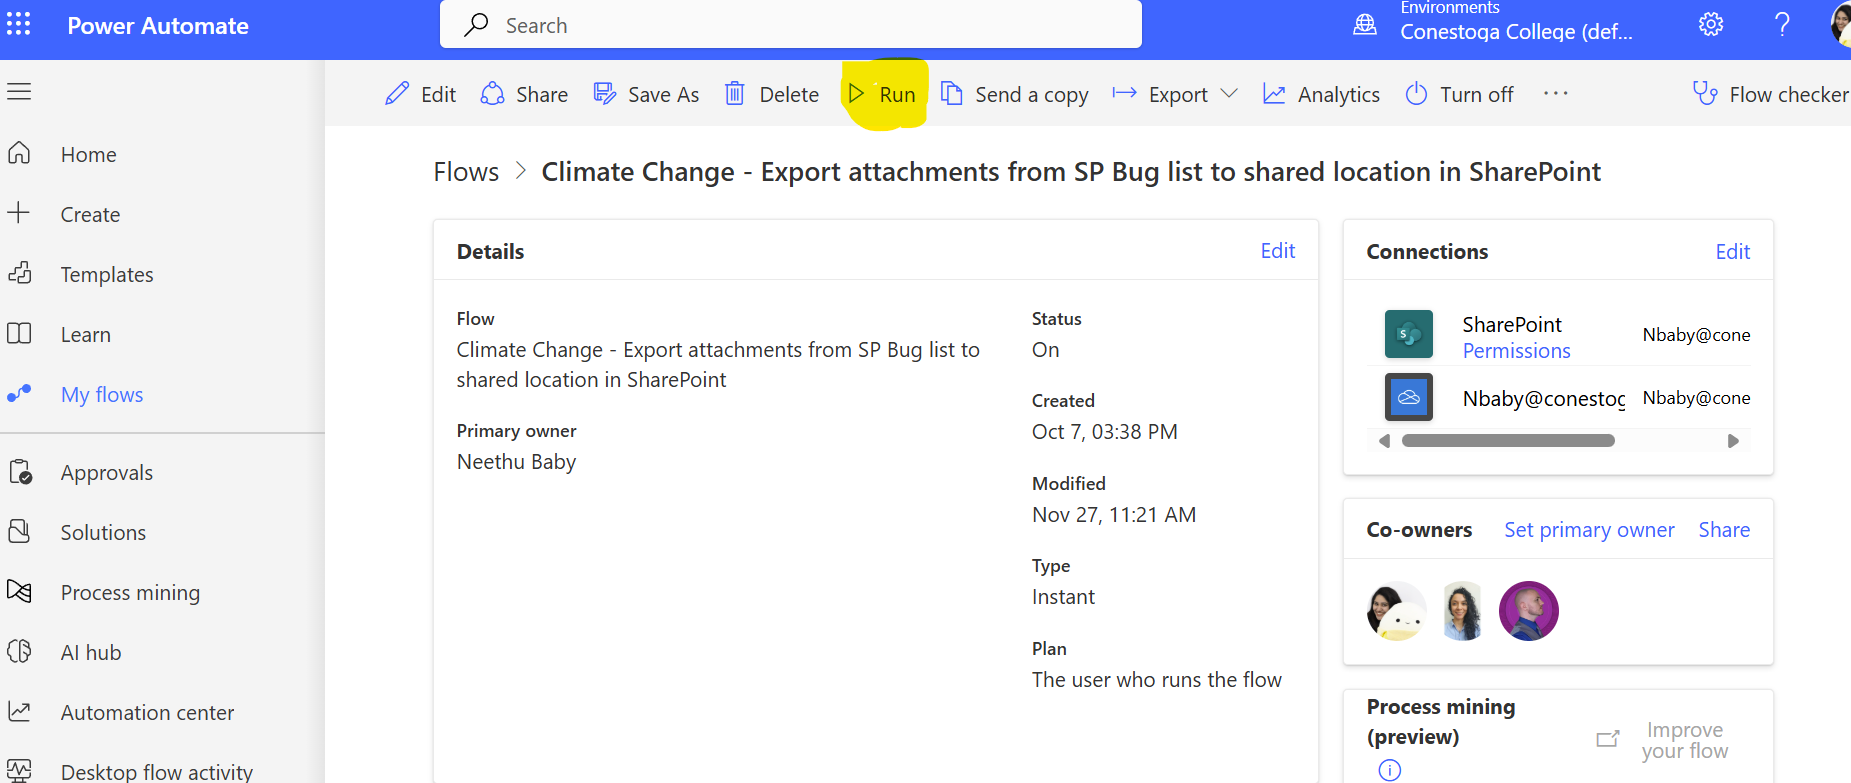 Power Automate
Search
Environments
Conestoga College (def...
Edit Share Save As Delete Run Send a copy Export Analytics Turn off ··· Flow checker
Home
Create
Templates
Learn
My flows
Approvals
Solutions
Process mining
AI hub
Automation center
Desktop flow activity
Flows > Climate Change - Export attachments from SP Bug list to shared location in SharePoint
Details Edit
Flow
Climate Change - Export attachments from SP Bug list to
shared location in SharePoint
Primary owner
Neethu Baby
Status
On
Created
Oct 7, 03:38 PM
Modified
Nov 27, 11:21 AM
Type
Instant
Plan
The user who runs the flow
Connections Edit
SharePoint Nbaby@cone
Permissions
Nbaby@conestog Nbaby@cone
Co-owners Set primary owner Share
Process mining
(preview)
Improve
your flow